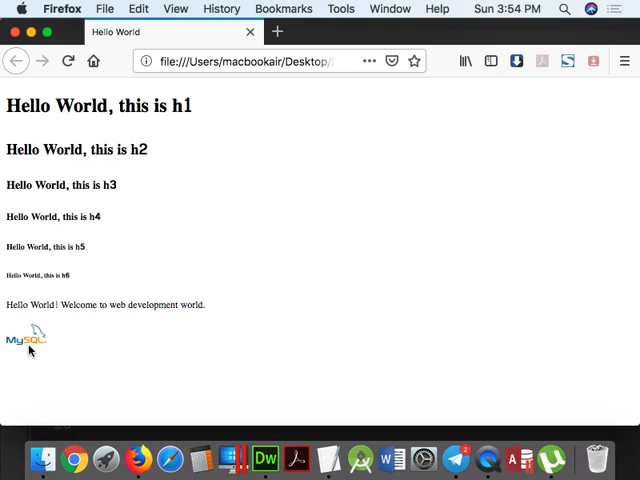 Firefox File Edit View History Bookmarks Tools Window Help Sun 3:54 PM
Hello World
file:///Users/macbookair/Desktop/
Hello World, this is h1
Hello World, this is h2
Hello World, this is h3
Hello World, this is h4
Hello World, this is h5
Hello World, this is h6
Hello World! Welcome to web development world.
MySQL
Dw
W
2
A